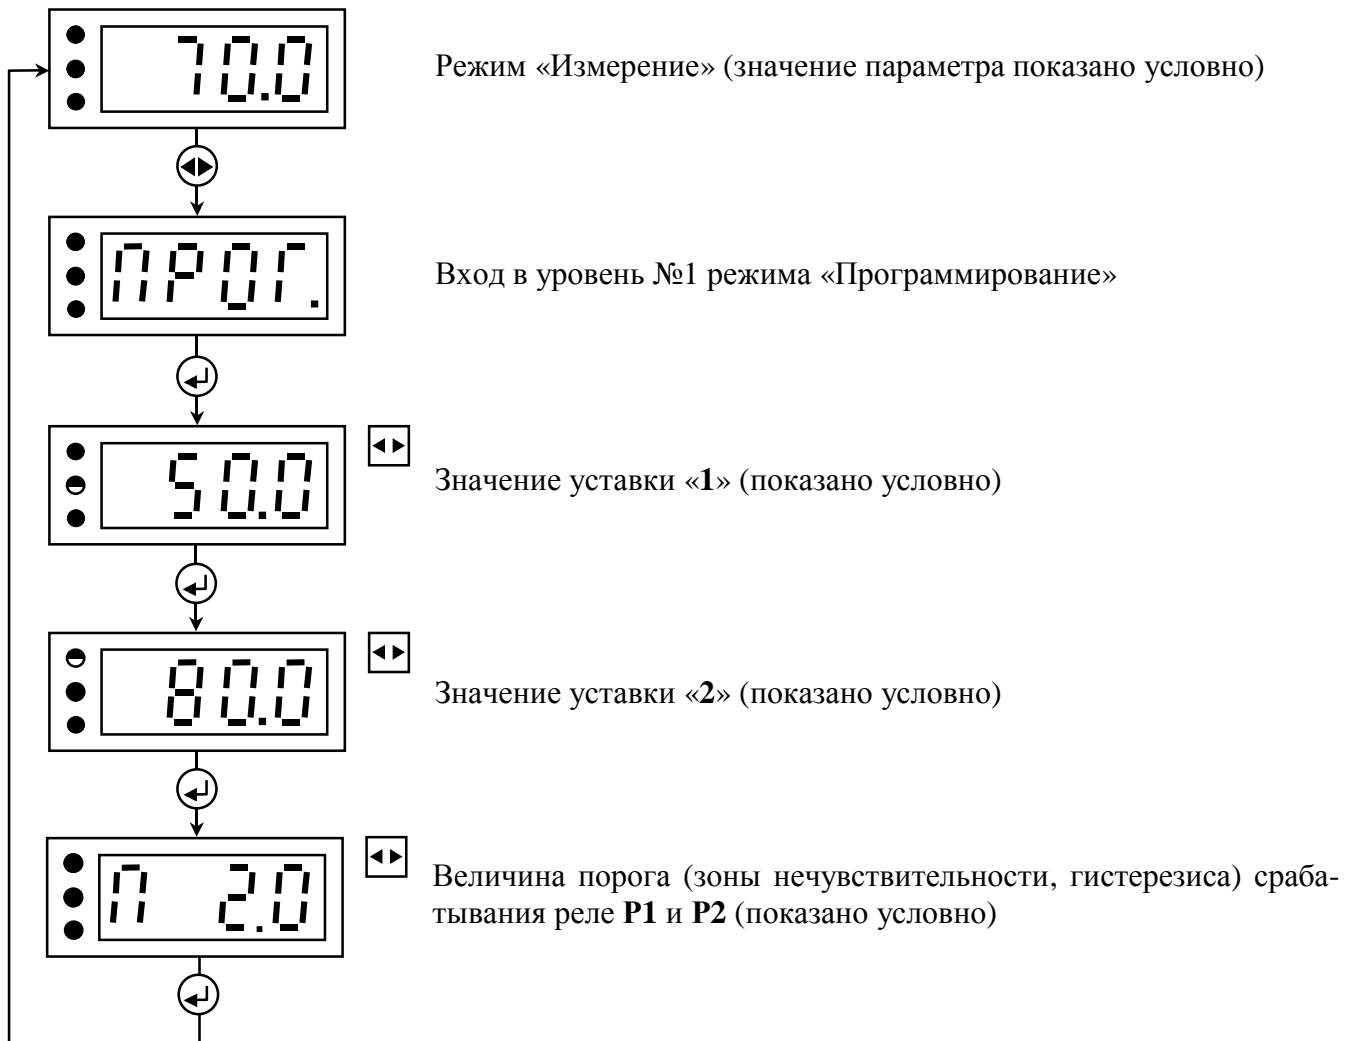 70.0
Режим «Измерение» (значение параметра показано условно)
ПРОГ.
Вход в уровень №1 режима «Программирование»
50.0
Значение уставки «1» (показано условно)
80.0
Значение уставки «2» (показано условно)
П 2.0
Величина порога (зоны нечувствительности, гистерезиса) сраба-
тывания реле Р1 и Р2 (показано условно)